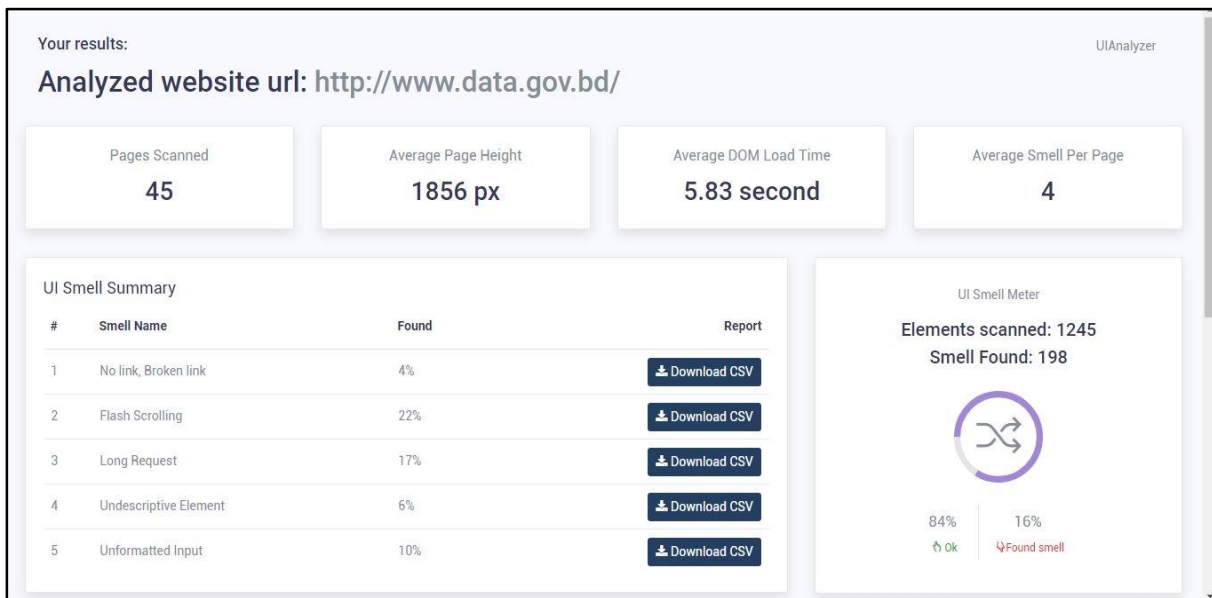 Your results:
UIAnalyzer
Analyzed website url: http://www.data.gov.bd/
Pages Scanned
45
Average Page Height
1856 px
Average DOM Load Time
5.83 second
Average Smell Per Page
4
UI Smell Summary
# Smell Name Found Report
1 No link, Broken link 4% Download CSV
2 Flash Scrolling 22% Download CSV
3 Long Request 17% Download CSV
4 Undescriptive Element 6% Download CSV
5 Unformatted Input 10% Download CSV
UI Smell Meter
Elements scanned: 1245
Smell Found: 198
84% 16%
Ok Found smell